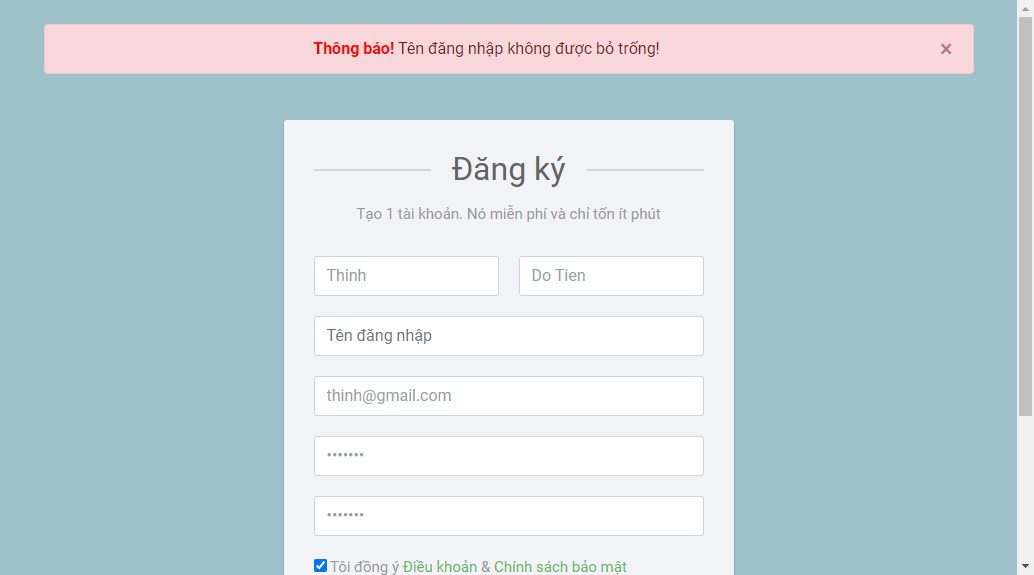 Thông báo! Tên đăng nhập không được bỏ trống! ×
Đăng ký
Tạo 1 tài khoản. Nó miễn phí và chỉ tốn ít phút
Thinh Do Tien
Tên đăng nhập
thinh@gmail.com
•••••••
•••••••
Tôi đồng ý Điều khoản & Chính sách bảo mật